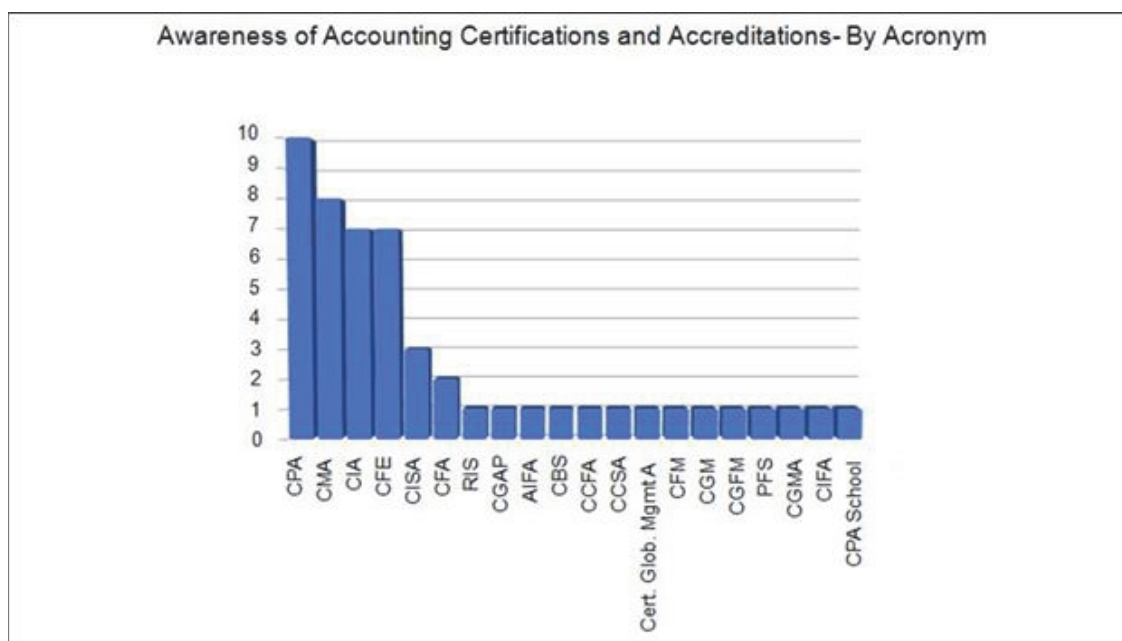 Awareness of Accounting Certifications and Accreditations- By Acronym
10
9
8
7
6
5
4
3
2
1
0
CPA
CMA
CIA
CFE
CISA
CFA
RIS
CGAP
AIFA
CBS
CCFA
CCSA
Cert. Glob. Mgmt A
CFM
CGM
CGFM
PFS
CGMA
CIFA
CPA School